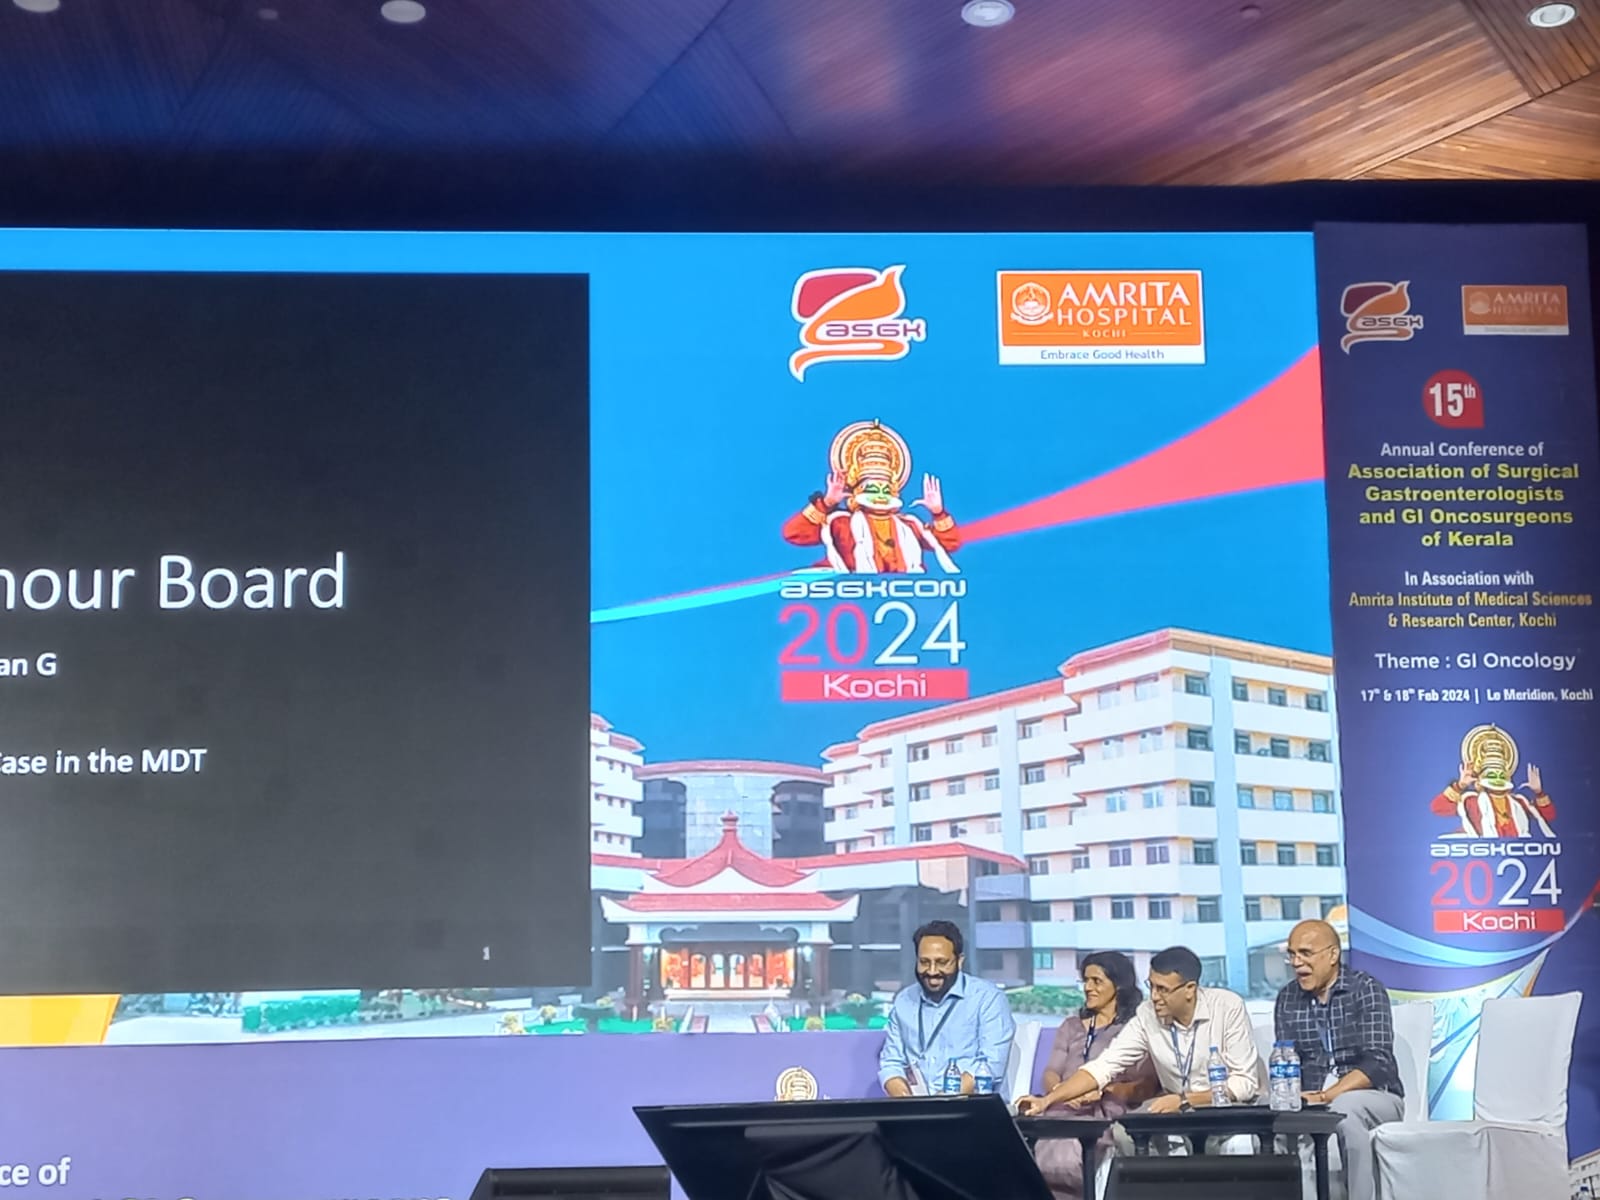 our Board
an G
ase in the MDT
1
ASGK
AMRITA
HOSPITAL
KOCHI
Embrace Good Health
ASGKCON
2024
Kochi
ce of
ASGK
AMRITA
HOSPITAL
15th
Annual Conference of
Association of Surgical
Gastroenterologists
and GI Oncosurgeons
of Kerala
In Association with
Amrita Institute of Medical Sciences
& Research Center, Kochi
Theme : GI Oncology
17th & 18th Feb 2024 | Le Meridien, Kochi
ASGKCON
2024
Kochi